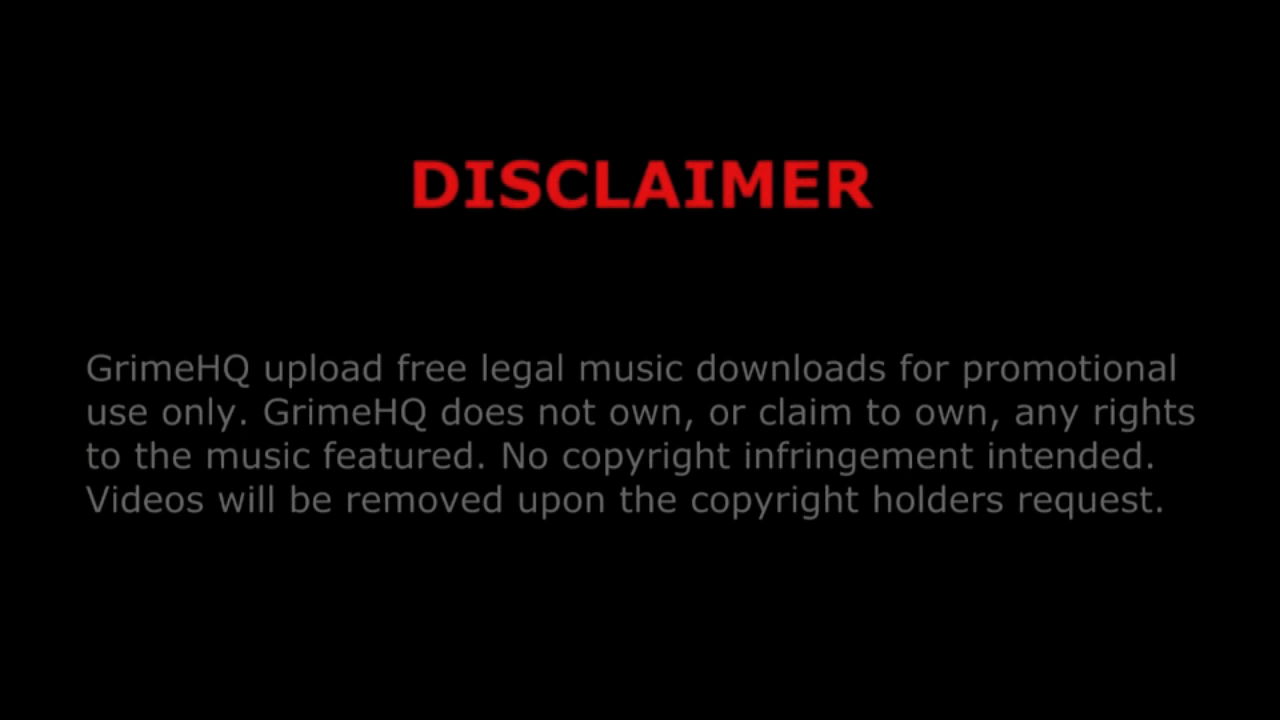 DISCLAIMER
GrimeHQ upload free legal music downloads for promotional
use only. GrimeHQ does not own, or claim to own, any rights
to the music featured. No copyright infringement intended.
Videos will be removed upon the copyright holders request.